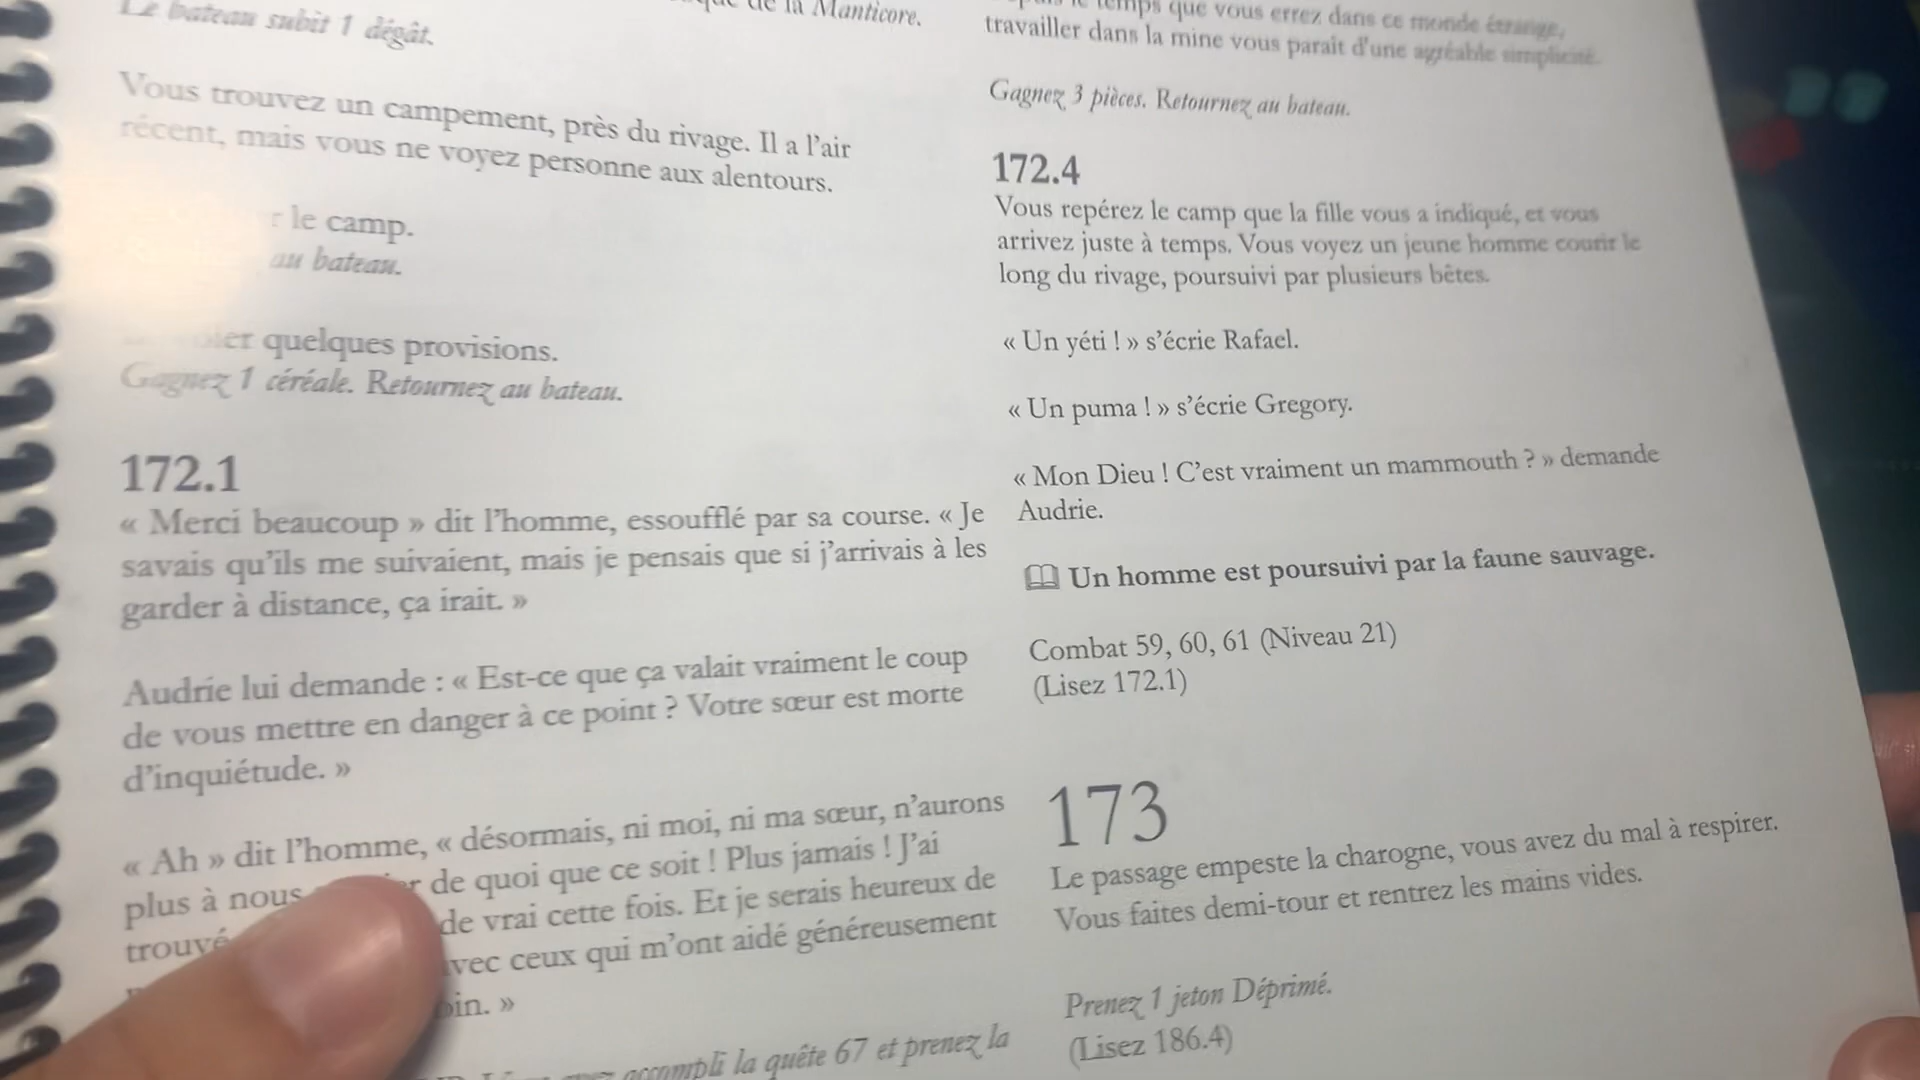 Le bateau subit 1 dégât.
Vous trouvez un campement, près du rivage. Il a l'air
récent, mais vous ne voyez personne aux alentours.
le camp.
au bateau.
quelques provisions.
Gagnez 1 céréale. Retournez au bateau.
172.1
« Merci beaucoup » dit l'homme, essoufflé par sa course. « Je
savais qu'ils me suivaient, mais je pensais que si j'arrivais à les
garder à distance, ça irait. »
Audrie lui demande : « Est-ce que ça valait vraiment le coup
de vous mettre en danger à ce point ? Votre sœur est morte
d'inquiétude. »
« Ah » dit l'homme, « désormais, ni moi, ni ma sœur, n'aurons
plus à nous de quoi que ce soit ! Plus jamais ! J'ai
trouvé de vrai cette fois. Et je serais heureux de
avec ceux qui m'ont aidé généreusement
»
accompli la quête 67 et prenez la
de la Manticore.
temps que vous errez dans ce monde étrange,
travailler dans la mine vous paraît d'une agréable simplicité.
Gagnez 3 pièces. Retournez au bateau.
172.4
Vous repérez le camp que la fille vous a indiqué, et vous
arrivez juste à temps. Vous voyez un jeune homme courir le
long du rivage, poursuivi par plusieurs bêtes.
« Un yéti ! » s'écrie Rafael.
« Un puma ! » s'écrie Gregory.
« Mon Dieu ! C'est vraiment un mammouth ? » demande
Audrie.
Un homme est poursuivi par la faune sauvage.
Combat 59, 60, 61 (Niveau 21)
(Lisez 172.1)
173
Le passage empeste la charogne, vous avez du mal à respirer.
Vous faites demi-tour et rentrez les mains vides.
Prenez 1 jeton Déprimé.
(Lisez 186.4)